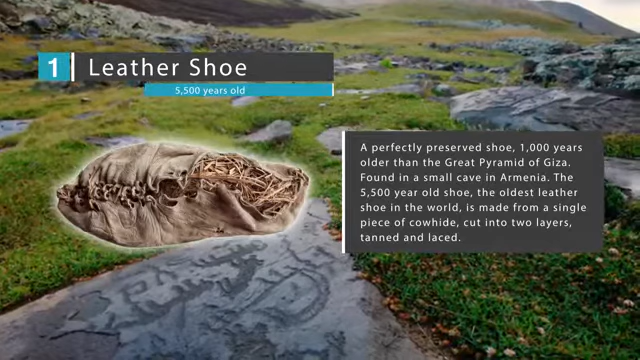 1 Leather Shoe
5,500 years old
A perfectly preserved shoe, 1,000 years
older than the Great Pyramid of Giza.
Found in a small cave in Armenia. The
5,500 year old shoe, the oldest leather
shoe in the world, is made from a single
piece of cowhide, cut into two layers,
tanned and laced.